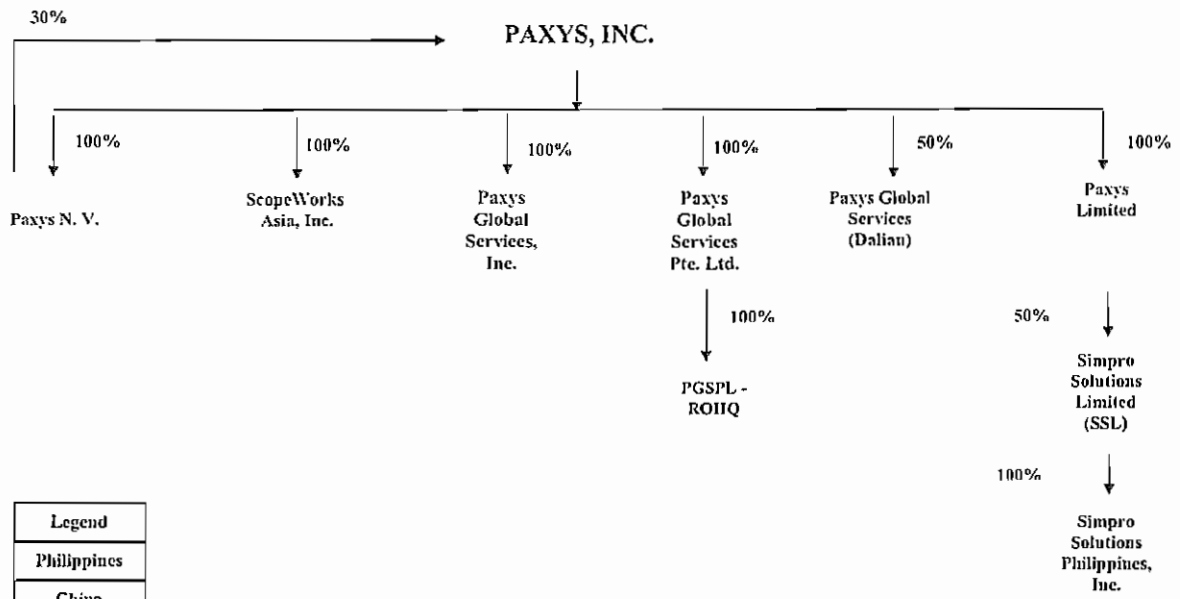 30%
PAXYS, INC.
100%
100%
100%
100%
50%
100%
Paxys N. V.
ScopeWorks
Asia, Inc.
Paxys
Global
Services,
Inc.
Paxys
Global
Services
Pte. Ltd.
Paxys Global
Services
(Dalian)
Paxys
Limited
100%
50%
PGSPL -
ROHQ
Simpro
Solutions
Limited
(SSL)
100%
Simpro
Solutions
Philippines,
Inc.
Legend
Philippines
China